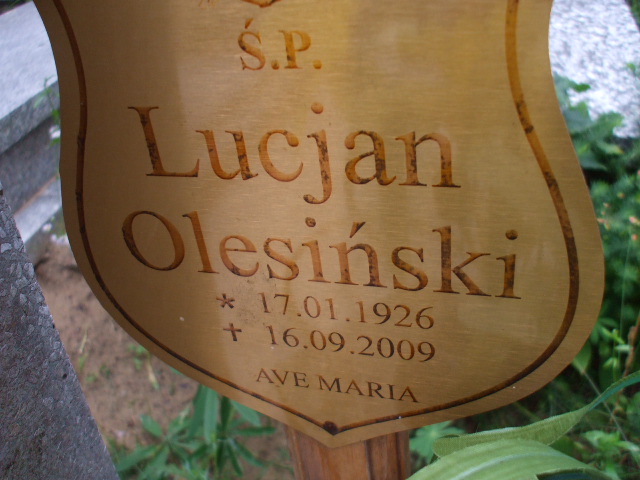 Ś.P.
Lucjan
Olesiński
* 17.01.1926
✝ 16.09.2009
AVE MARIA